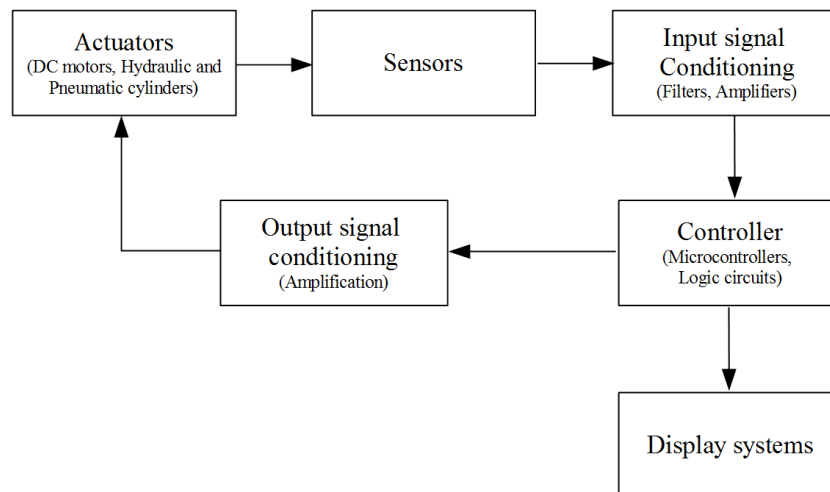 Actuators
(DC motors, Hydraulic and
Pneumatic cylinders)
Sensors
Input signal
Conditioning
(Filters, Amplifiers)
Output signal
conditioning
(Amplification)
Controller
(Microcontrollers,
Logic circuits)
Display systems